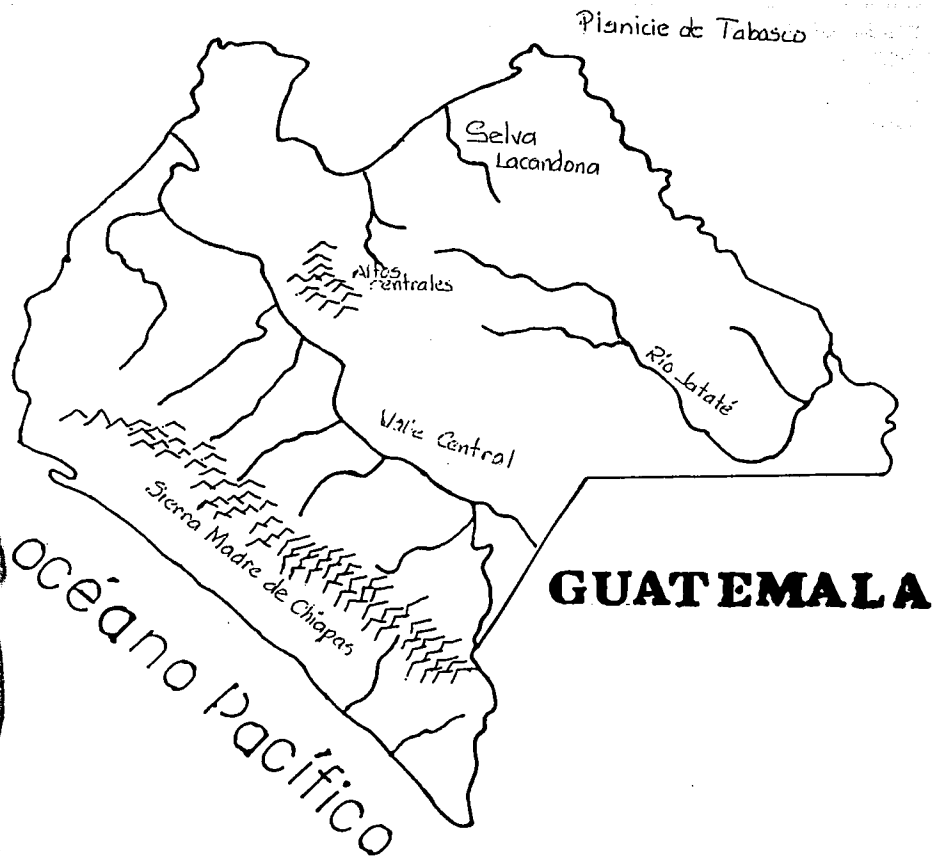 Planicie de Tabasco
Selva
Lacandona
Altos
centrales
Río Jataté
Valle Central
Sierra Madre de Chiapas
GUATEMALA
océano Pacífico